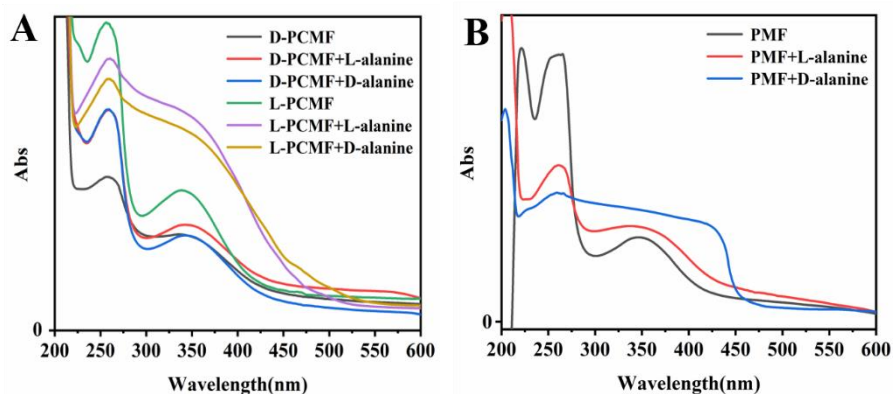 A
D-PCMF
D-PCMF+L-alanine
D-PCMF+D-alanine
L-PCMF
L-PCMF+L-alanine
L-PCMF+D-alanine
Abs
0
200 250 300 350 400 450 500 550 600
Wavelength(nm)
B
PMF
PMF+L-alanine
PMF+D-alanine
Abs
0
200 250 300 350 400 450 500 550 600
Wavelength(nm)